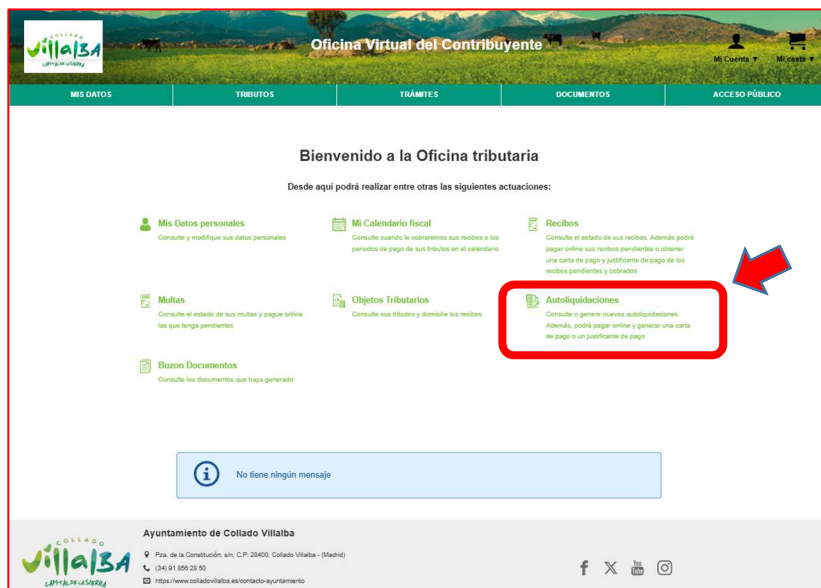 COLLADO
Villalba
CAPITAL DE LA SIERRA
Oficina Virtual del Contribuyente
Mi Cuenta ▼
Mi cesta ▼
MIS DATOS
TRIBUTOS
TRÁMITES
DOCUMENTOS
ACCESO PÚBLICO
Bienvenido a la Oficina tributaria
Desde aquí podrá realizar entre otras las siguientes actuaciones:
Mis Datos personales
Consulte y modifique sus datos personales
Mi Calendario fiscal
Consulte cuando le cobraremos sus recibos o los
periodos de pago de sus tributos en el calendario
Recibos
Consulte el estado de sus recibos. Además podrá
pagar online sus recibos pendientes o obtener
una carta de pago y justificante de pago de los
recibos pendientes y cobrados
Multas
Consulte el estado de sus multas y pague online
las que tenga pendientes
Objetos Tributarios
Consulte sus tributos y domicilie los recibos
Autoliquidaciones
Consulte o genere nuevas autoliquidaciones.
Además, podrá pagar online y generar una carta
de pago o un justificante de pago
Buzon Documentos
Consulte los documentos que haya generado
No tiene ningún mensaje
COLLADO
Villalba
CAPITAL DE LA SIERRA
Ayuntamiento de Collado Villalba
Pza. de la Constitución, s/n, C.P: 28400, Collado Villalba - (Madrid)
(34) 91 856 28 50
https://www.colladovillalba.es/contacto-ayuntamiento
You
Tube